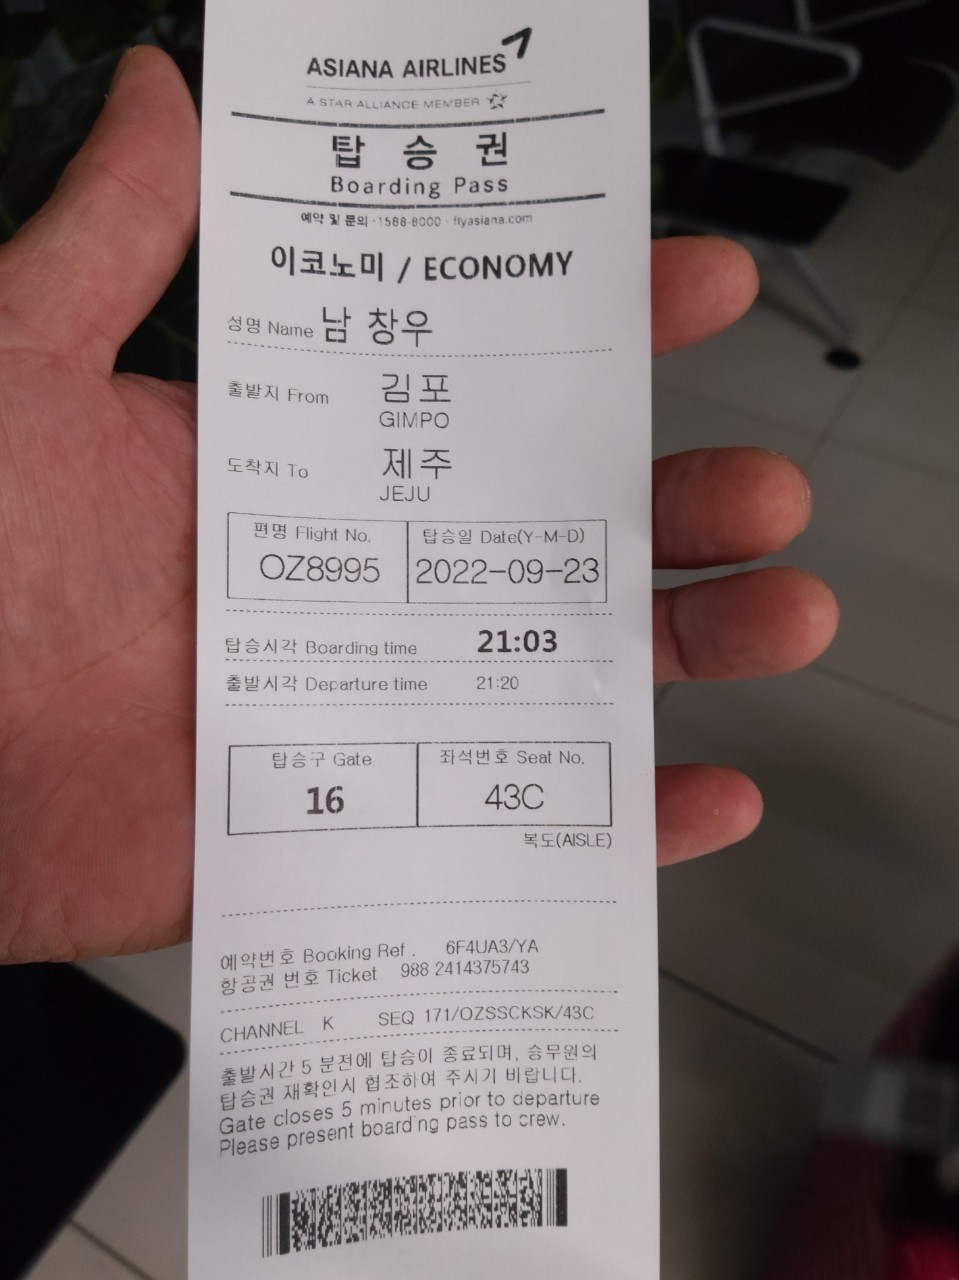 ASIANA AIRLINES
A STAR ALLIANCE MEMBER
탑 승 권
Boarding Pass
예약 및 문의 · 1588-8000 · flyasiana.com
이코노미 / ECONOMY
성명 Name 남 창우
출발지 From 김포
GIMPO
도착지 To 제주
JEJU
편명 Flight No. 탑승일 Date(Y-M-D)
OZ8995 2022-09-23
탑승시각 Boarding time 21:03
출발시각 Departure time 21:20
탑승구 Gate 좌석번호 Seat No.
16 43C
복도(AISLE)
예약번호 Booking Ref . 6F4UA3/YA
항공권 번호 Ticket 988 2414375743
CHANNEL K SEQ 171/OZSSCKSK/43C
출발시간 5 분전에 탑승이 종료되며, 승무원의
탑승권 재확인시 협조하여 주시기 바랍니다.
Gate closes 5 minutes prior to departure
Please present boarding pass to crew.